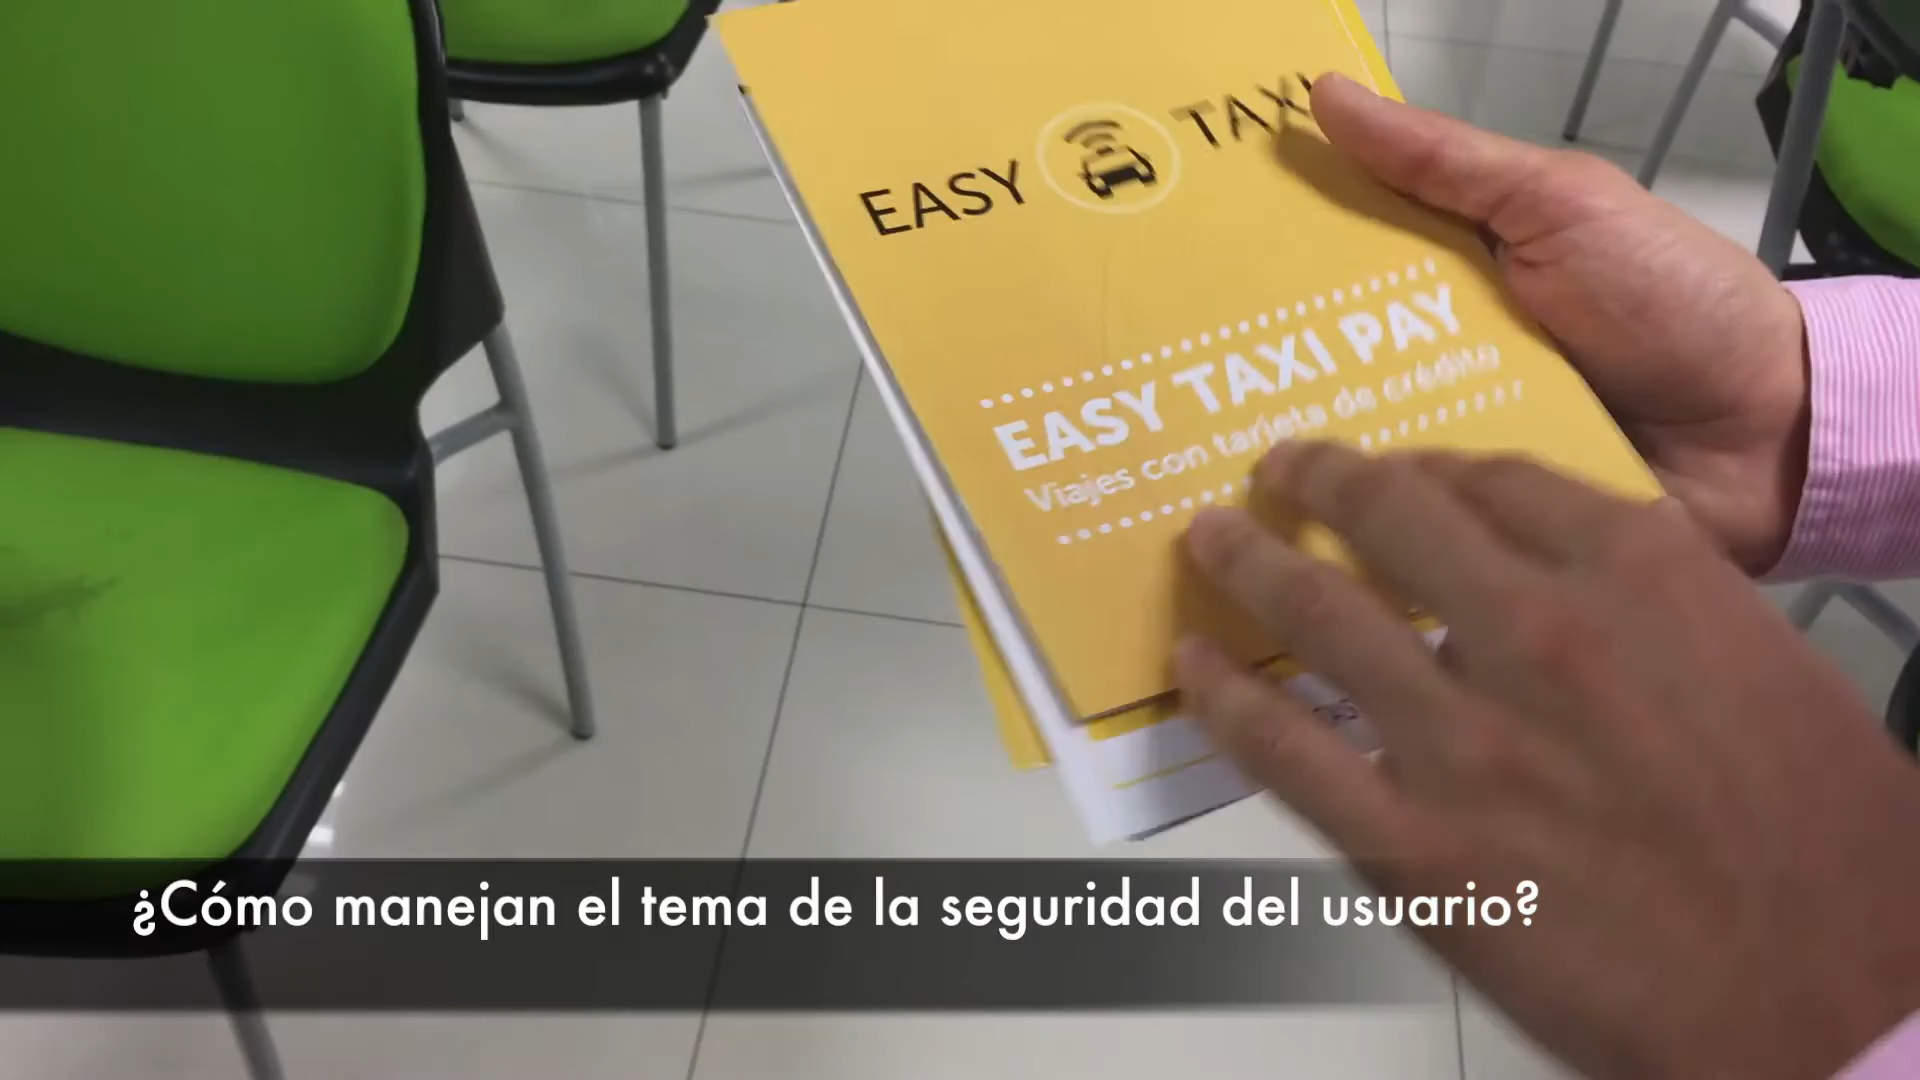 EASY TAXI
EASY TAXI PAY
Viajes con tarjeta de crédito
¿Cómo manejan el tema de la seguridad del usuario?